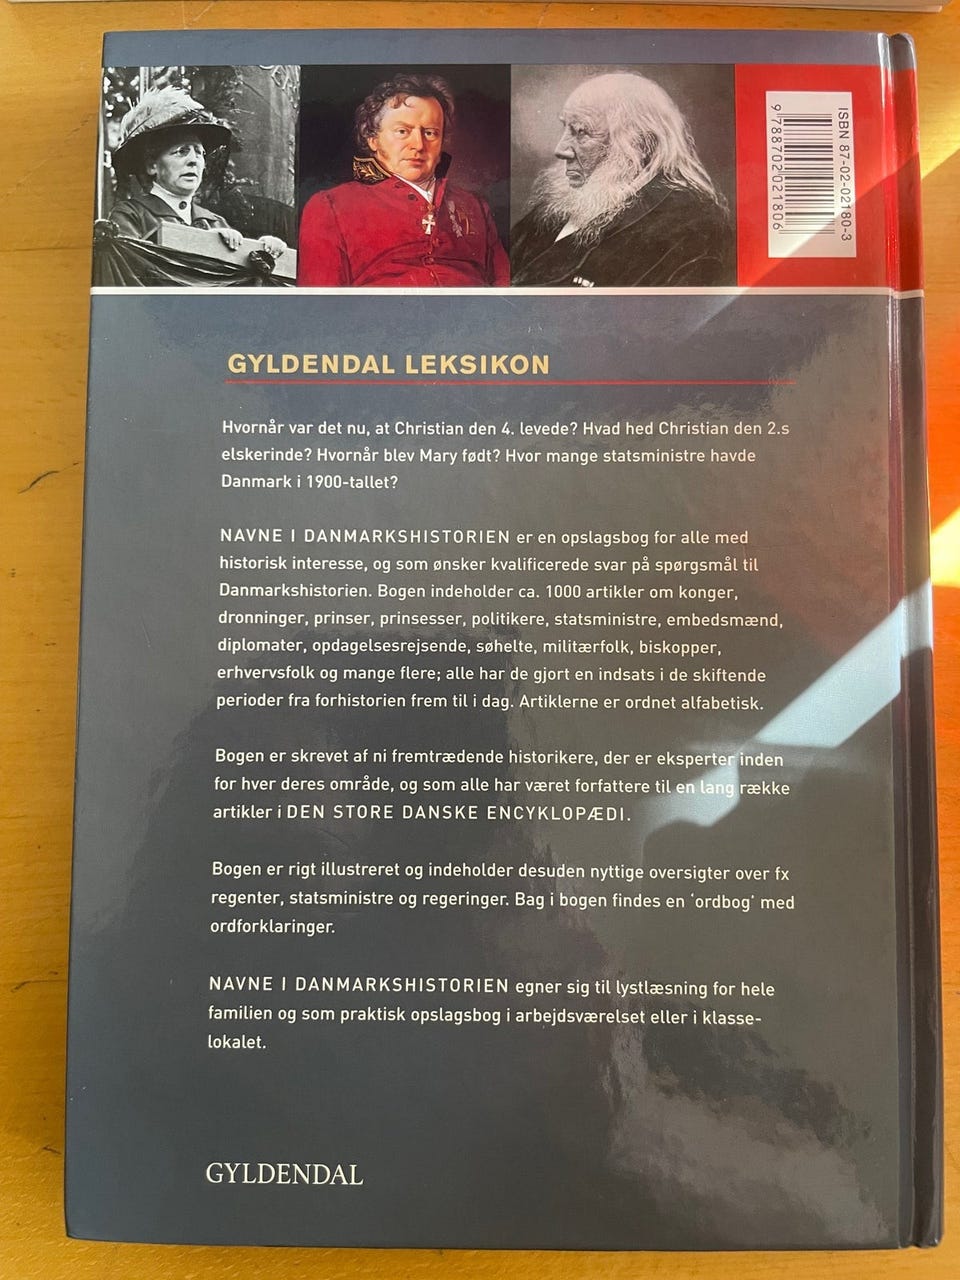 ISBN 87-02-02180-3
9788702021806
GYLDENDAL LEKSIKON
Hvornår var det nu, at Christian den 4. levede? Hvad hed Christian den 2.s
elskerinde? Hvornår blev Mary født? Hvor mange statsministre havde
Danmark i 1900-tallet?
NAVNE I DANMARKSHISTORIEN er en opslagsbog for alle med
historisk interesse, og som ønsker kvalificerede svar på spørgsmål til
Danmarkshistorien. Bogen indeholder ca. 1000 artikler om konger,
dronninger, prinser, prinsesser, politikere, statsministre, embedsmænd,
diplomater, opdagelsesrejsende, søhelte, militærfolk, biskopper,
erhvervsfolk og mange flere; alle har de gjort en indsats i de skiftende
perioder fra forhistorien frem til i dag. Artiklerne er ordnet alfabetisk.
Bogen er skrevet af ni fremtrædende historikere, der er eksperter inden
for hver deres område, og som alle har været forfattere til en lang række
artikler i DEN STORE DANSKE ENCYKLOPÆDI.
Bogen er rigt illustreret og indeholder desuden nyttige oversigter over fx
regenter, statsministre og regeringer. Bag i bogen findes en 'ordbog' med
ordforklaringer.
NAVNE I DANMARKSHISTORIEN egner sig til lystlæsning for hele
familien og som praktisk opslagsbog i arbejdsværelset eller i klasse-
lokalet.
GYLDENDAL